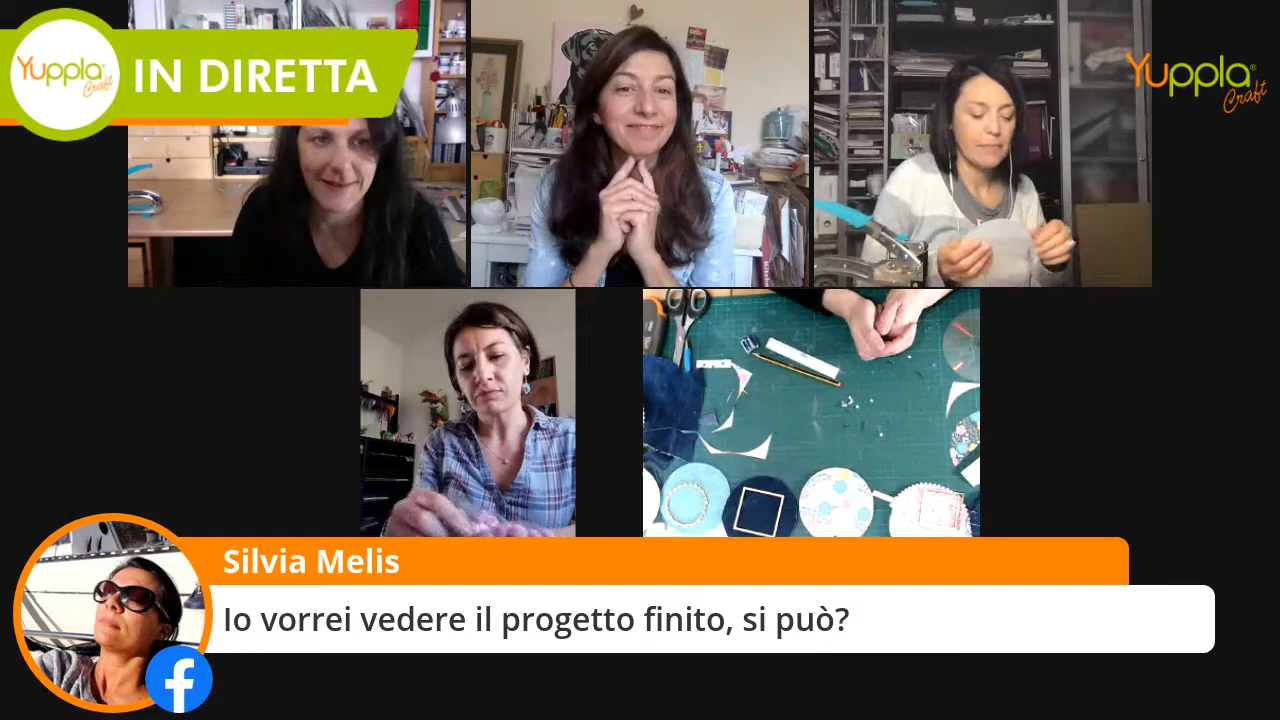 Yuppla® Craft
IN DIRETTA
Yuppla® Craft
Silvia Melis
Io vorrei vedere il progetto finito, si può?